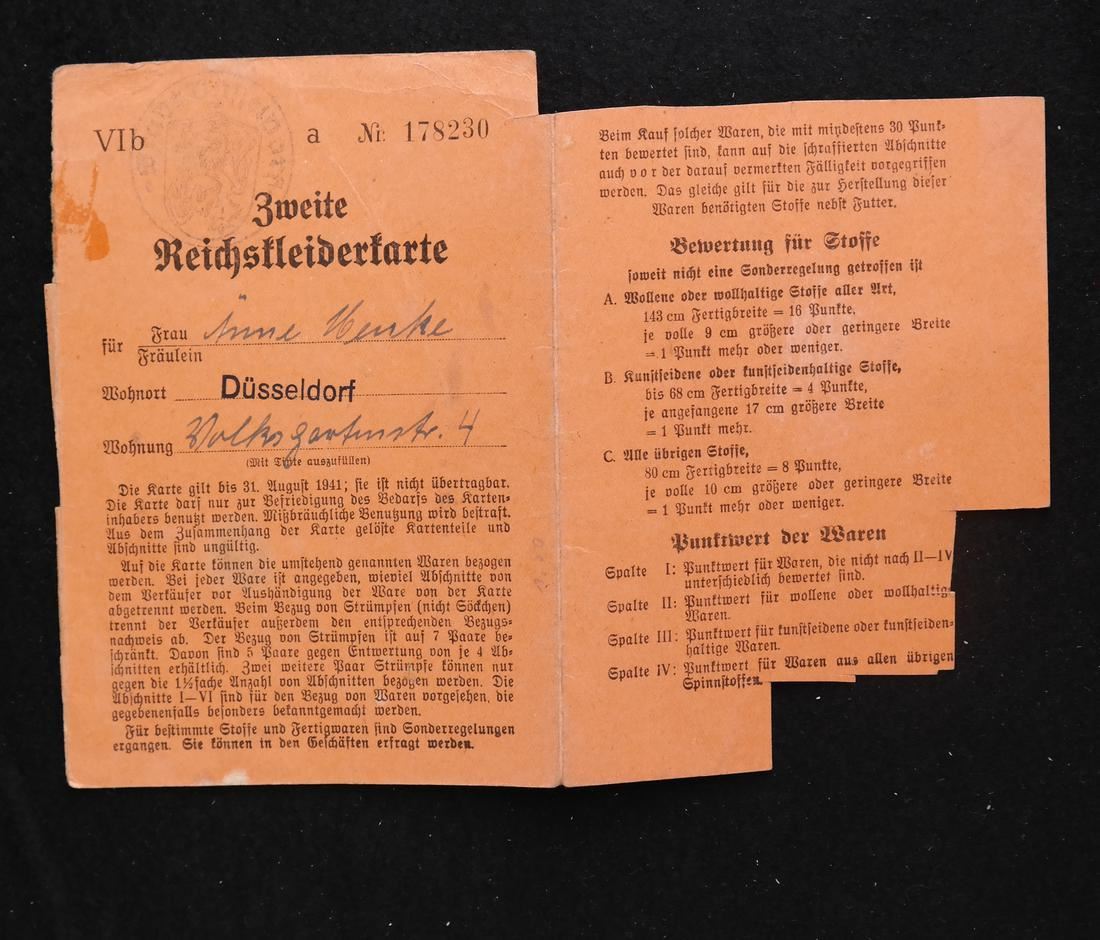 VIb a Nr. 178230
Zweite
Reichskleiderkarte
für Frau Änne Henke
Fräulein
Wohnort Düsseldorf
Wohnung Volksgartenstr. 4
(Mit Tinte auszufüllen)
Die Karte gilt bis 31. August 1941; sie ist nicht übertragbar.
Die Karte darf nur zur Befriedigung des Bedarfs des Karten-
inhabers benutzt werden. Mißbräuchliche Benutzung wird bestraft.
Aus dem Zusammenhang der Karte gelöste Kartenteile und
Abschnitte sind ungültig.
Auf die Karte können die umstehend genannten Waren bezogen
werden. Bei jeder Ware ist angegeben, wieviel Abschnitte von
dem Verkäufer vor Aushändigung der Ware von der Karte
abgetrennt werden. Beim Bezug von Strümpfen (nicht Söckchen)
trennt der Verkäufer außerdem den entsprechenden Bezugs-
nachweis ab. Der Bezug von Strümpfen ist auf 7 Paare be-
schränkt. Davon sind 5 Paare gegen Entwertung von je 4 Ab-
schnitten erhältlich. Zwei weitere Paar Strümpfe können nur
gegen die 1½fache Anzahl von Abschnitten bezogen werden. Die
Abschnitte I—VI sind für den Bezug von Waren vorgesehen, die
gegebenenfalls besonders bekanntgemacht werden.
Für bestimmte Stoffe und Fertigwaren sind Sonderregelungen
ergangen. Sie können in den Geschäften erfragt werden.
Beim Kauf solcher Waren, die mit mindestens 30 Punk-
ten bewertet sind, kann auf die schraffierten Abschnitte
auch vor der darauf vermerkten Fälligkeit vorgegriffen
werden. Das gleiche gilt für die zur Herstellung dieser
Waren benötigten Stoffe nebst Futter.
Bewertung für Stoffe
soweit nicht eine Sonderregelung getroffen ist
A. Wollene oder wollhaltige Stoffe aller Art,
143 cm Fertigbreite = 16 Punkte,
je volle 9 cm größere oder geringere Breite
= 1 Punkt mehr oder weniger.
B. Kunstseidene oder kunstseidenhaltige Stoffe,
bis 68 cm Fertigbreite = 4 Punkte,
je angefangene 17 cm größere Breite
= 1 Punkt mehr.
C. Alle übrigen Stoffe,
80 cm Fertigbreite = 8 Punkte,
je volle 10 cm größere oder geringere Breite
= 1 Punkt mehr oder weniger.
Punktwert der Waren
Spalte I: Punktwert für Waren, die nicht nach II—IV
unterschiedlich bewertet sind.
Spalte II: Punktwert für wollene oder wollhaltige
Waren.
Spalte III: Punktwert für kunstseidene oder kunstseiden-
haltige Waren.
Spalte IV: Punktwert für Waren aus allen übrigen
Spinnstoffen.